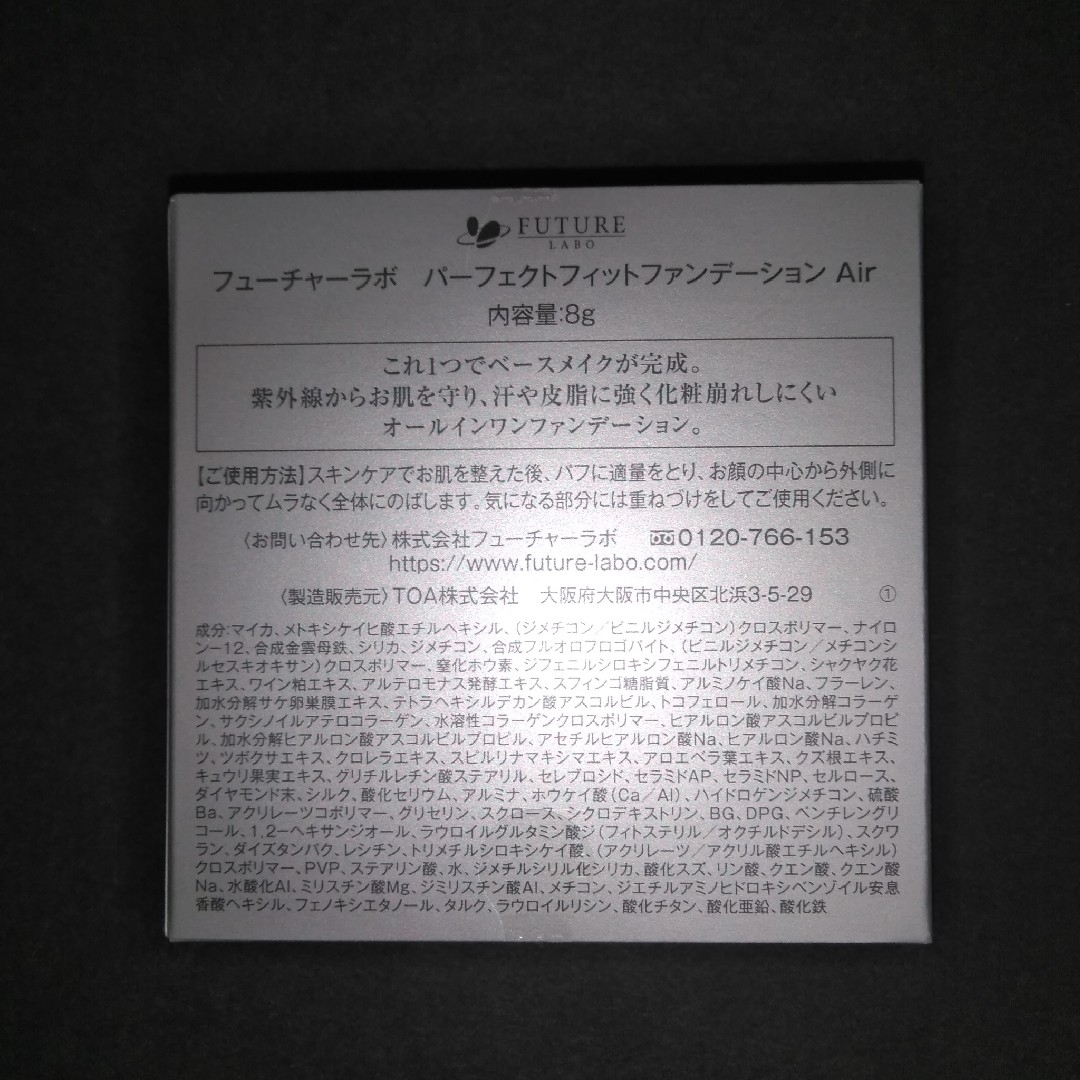 FUTURE
LABO
フューチャーラボ パーフェクトフィットファンデーション Air
内容量:8g
これ1つでベースメイクが完成。
紫外線からお肌を守り、汗や皮脂に強く化粧崩れしにくい
オールインワンファンデーション。
【ご使用方法】スキンケアでお肌を整えた後、パフに適量をとり、お顔の中心から外側に
向かってムラなく全体にのばします。気になる部分には重ねづけをしてご使用ください。
〈お問い合わせ先〉株式会社フューチャーラボ 0120-766-153
https://www.future-labo.com/
〈製造販売元〉TOA株式会社 大阪府大阪市中央区北浜3-5-29 ①
成分:マイカ、メトキシケイヒ酸エチルヘキシル、(ジメチコン/ビニルジメチコン)クロスポリマー、ナイロ
ン-12、合成金雲母鉄、シリカ、ジメチコン、合成フルオロフロゴパイト、(ビニルジメチコン/メチコンシ
ルセスキオキサン)クロスポリマー、窒化ホウ素、ジフェニルシロキシフェニルトリメチコン、シャクヤク花
エキス、ワイン粕エキス、アルテロモナス発酵エキス、スフィンゴ糖脂質、アルミノケイ酸Na、フラーレン、
加水分解サケ卵巣膜エキス、テトラヘキシルデカン酸アスコルビル、トコフェロール、加水分解コラーゲ
ン、サクシノイルアテロコラーゲン、水溶性コラーゲンクロスポリマー、ヒアルロン酸アスコルビルプロピ
ル、加水分解ヒアルロン酸アスコルビルプロピル、アセチルヒアルロン酸Na、ヒアルロン酸Na、ハチミ
ツ、ツボクサエキス、クロレラエキス、スピルリナマキシマエキス、アロエベラ葉エキス、クズ根エキス、
キュウリ果実エキス、グリチルレチン酸ステアリル、セレブロシド、セラミドAP、セラミドNP、セルロース、
ダイヤモンド末、シルク、酸化セリウム、アルミナ、ホウケイ酸(Ca/Al)、ハイドロゲンジメチコン、硫酸
Ba、アクリレーツコポリマー、グリセリン、スクロース、シクロデキストリン、BG、DPG、ペンチレングリ
コール、1,2-ヘキサンジオール、ラウロイルグルタミン酸ジ(フィトステリル/オクチルドデシル)、スクワ
ラン、ダイズタンパク、レシチン、トリメチルシロキシケイ酸、(アクリレーツ/アクリル酸エチルヘキシル)
クロスポリマー、PVP、ステアリン酸、水、ジメチルシリル化シリカ、酸化スズ、リン酸、クエン酸、クエン酸
Na、水酸化Al、ミリスチン酸Mg、ジミリスチン酸Al、メチコン、ジエチルアミノヒドロキシベンゾイル安息
香酸ヘキシル、フェノキシエタノール、タルク、ラウロイルリシン、酸化チタン、酸化亜鉛、酸化鉄